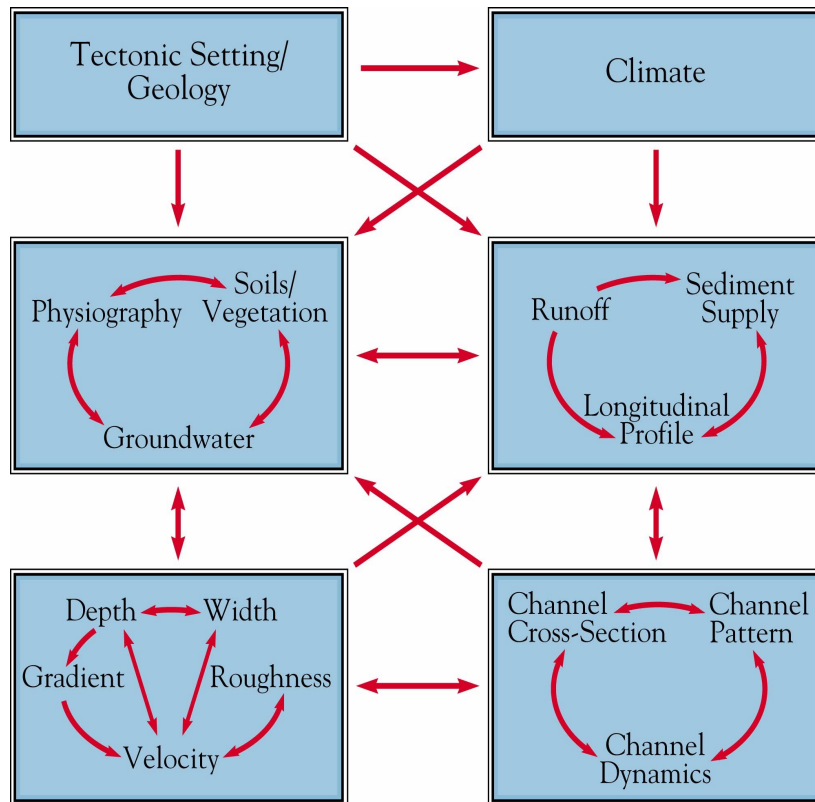 Tectonic Setting/
Geology
Climate
Soils/
Physiography Vegetation
Groundwater
Runoff
Sediment
Supply
Longitudinal
Profile
Depth
Width
Gradient
Roughness
Velocity
Channel
Cross-Section
Channel
Pattern
Channel
Dynamics